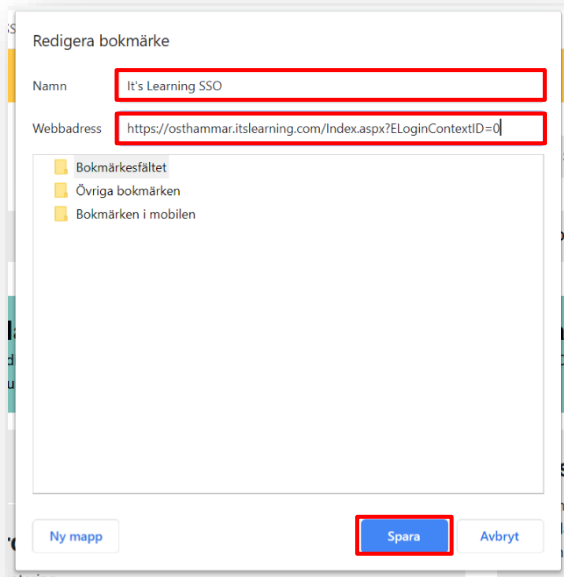 Redigera bokmärke
Namn It's Learning SSO
Webbadress https://osthammar.itslearning.com/Index.aspx?ELoginContextID=0
Bokmärkesfältet
Övriga bokmärken
Bokmärken i mobilen
Ny mapp Spara Avbryt